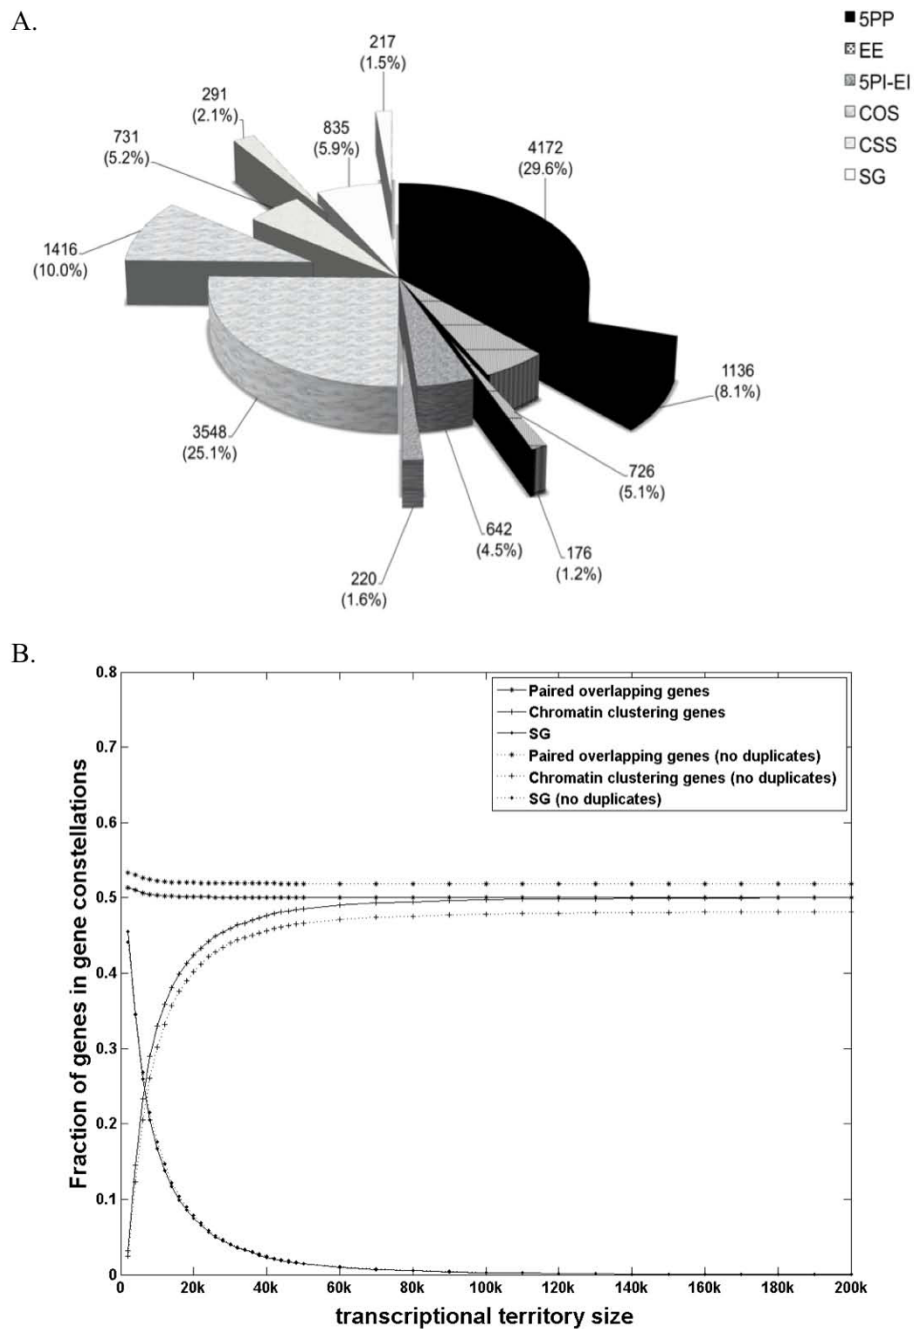 A.
5PP
EE
5PI-EI
COS
CSS
SG
217
(1.5%)
291
(2.1%)
835
(5.9%)
731
(5.2%)
4172
(29.6%)
1416
(10.0%)
1136
(8.1%)
3548
(25.1%)
726
(5.1%)
642
(4.5%)
176
(1.2%)
220
(1.6%)
B.
0.8
0.7
0.6
0.5
0.4
0.3
0.2
0.1
0
Fraction of genes in gene constellations
Paired overlapping genes
Chromatin clustering genes
SG
Paired overlapping genes (no duplicates)
Chromatin clustering genes (no duplicates)
SG (no duplicates)
0 20k 40k 60k 80k 100k 120k 140k 160k 180k 200k
transcriptional territory size